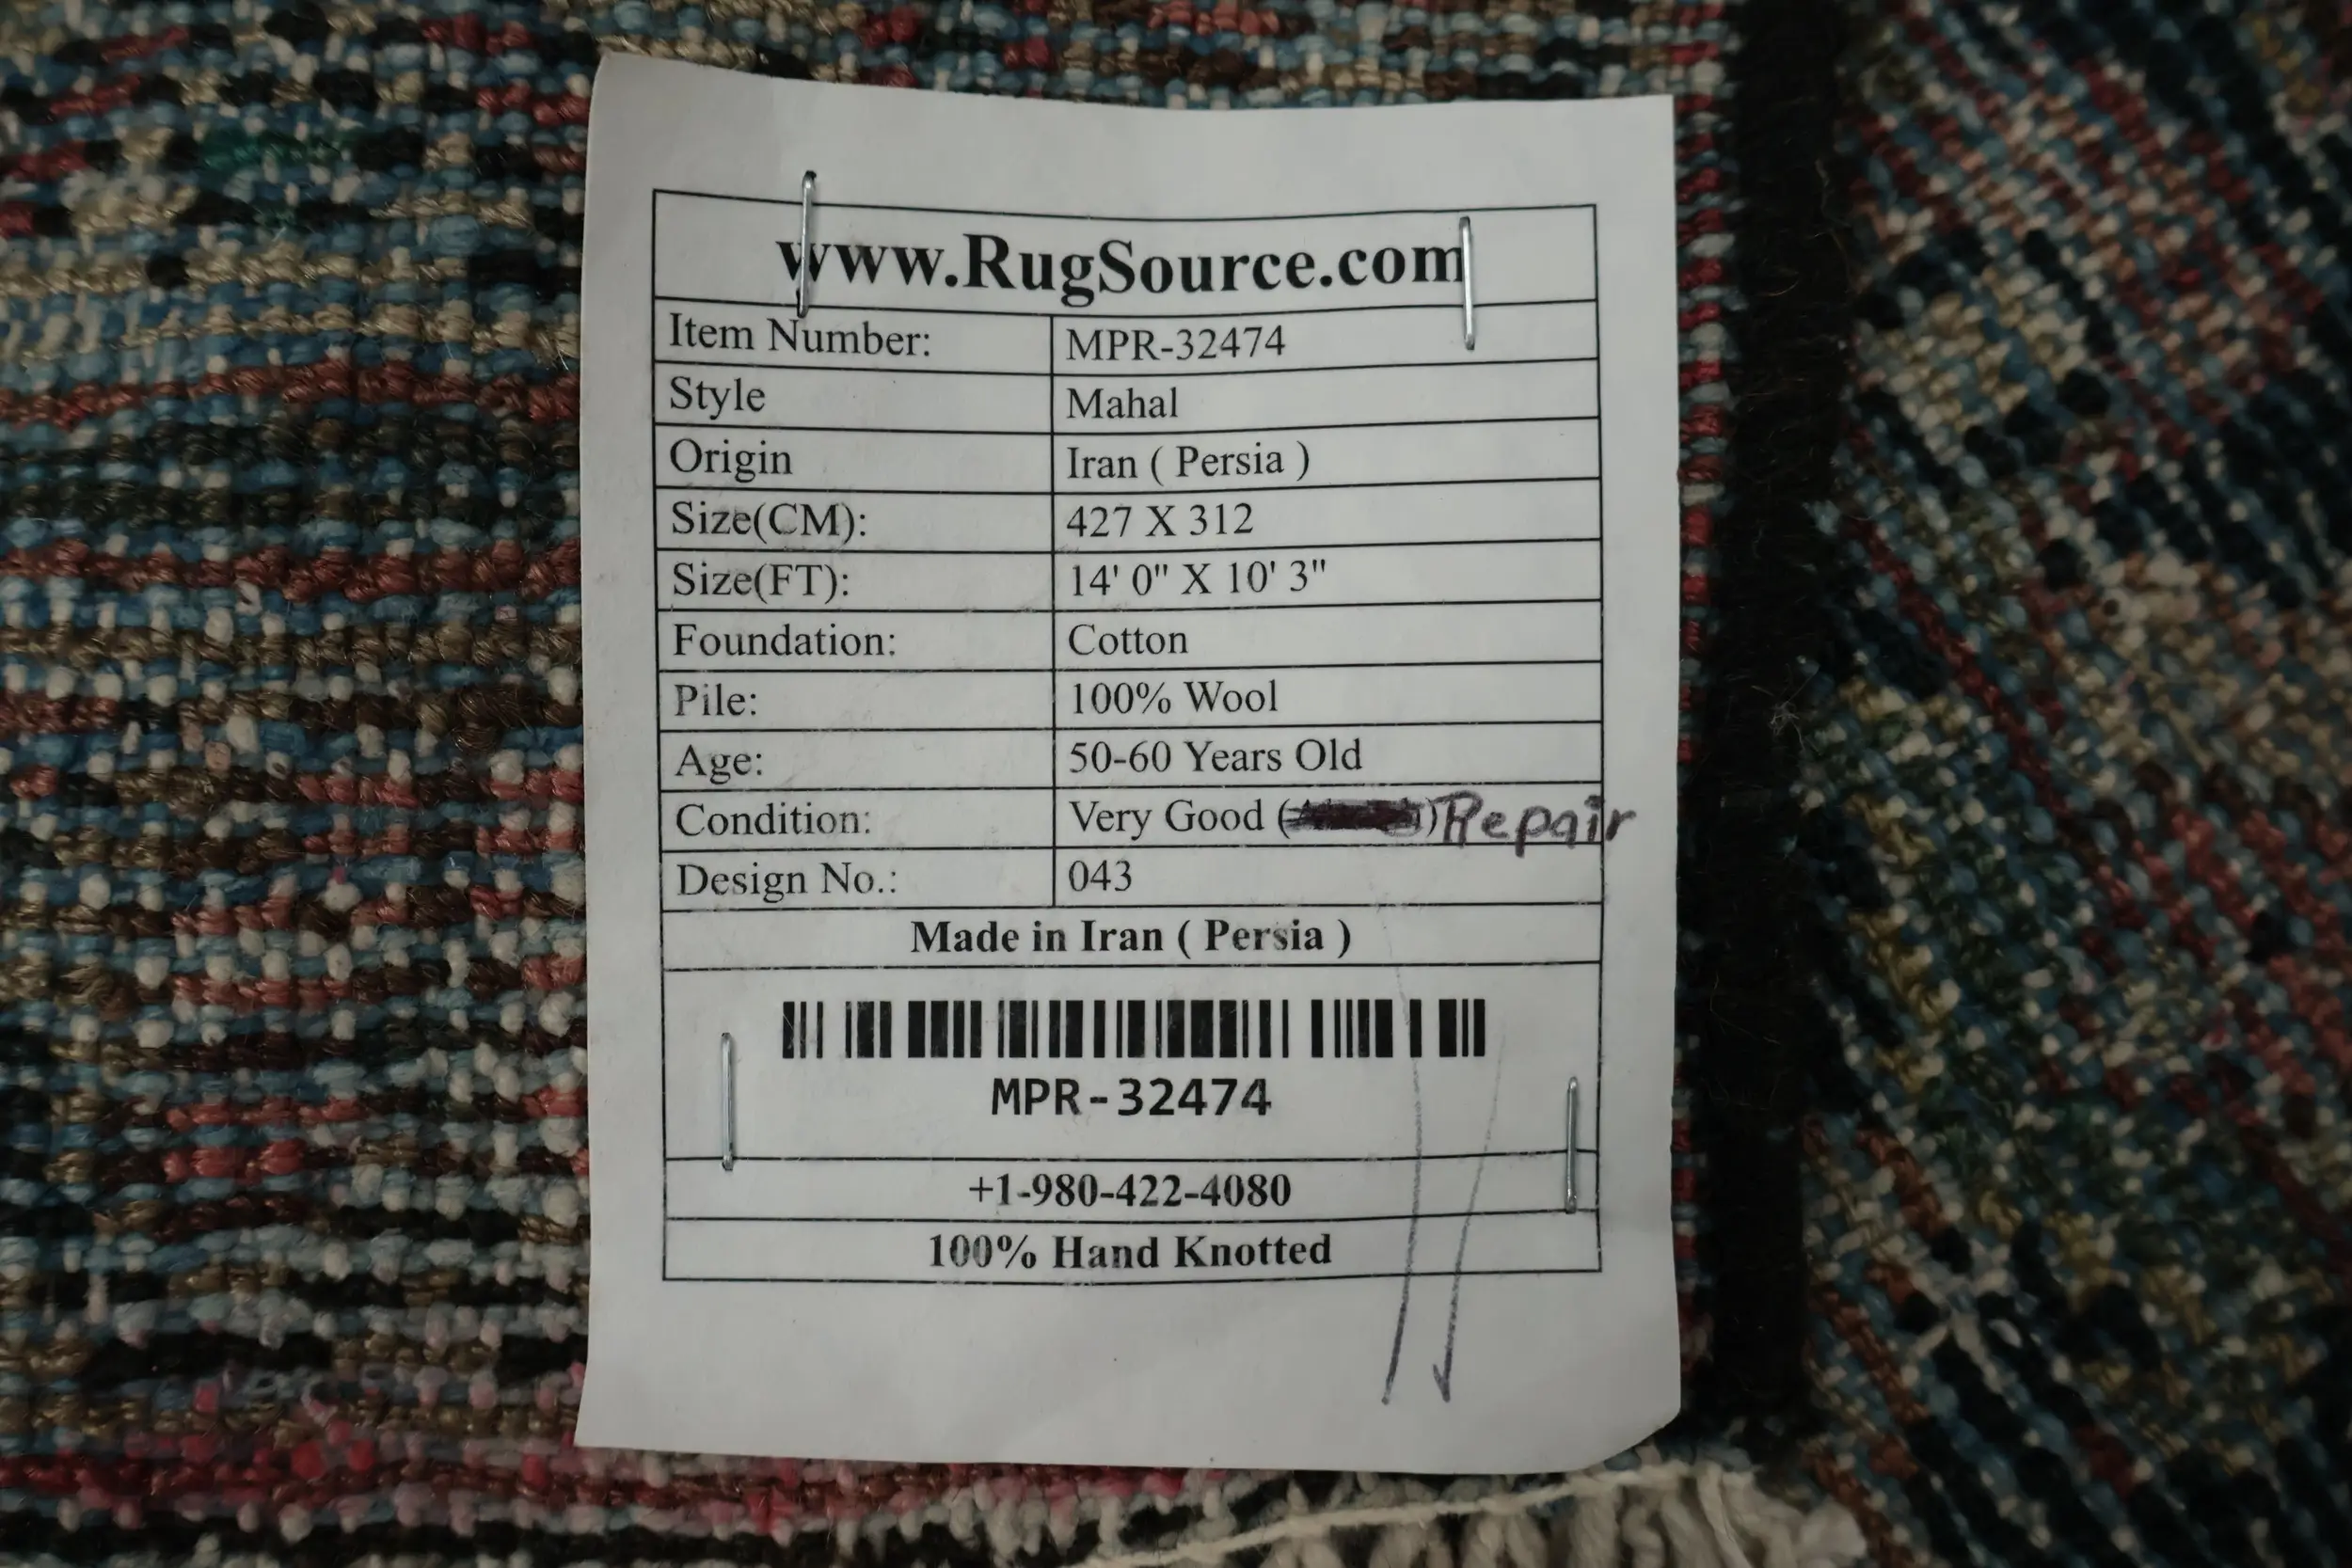 www.RugSource.com
Item Number: MPR-32474
Style Mahal
Origin Iran ( Persia )
Size(CM): 427 X 312
Size(FT): 14' 0" X 10' 3"
Foundation: Cotton
Pile: 100% Wool
Age: 50-60 Years Old
Condition: Very Good ( ) Repair
Design No.: 043
Made in Iran ( Persia )
MPR-32474
+1-980-422-4080
100% Hand Knotted